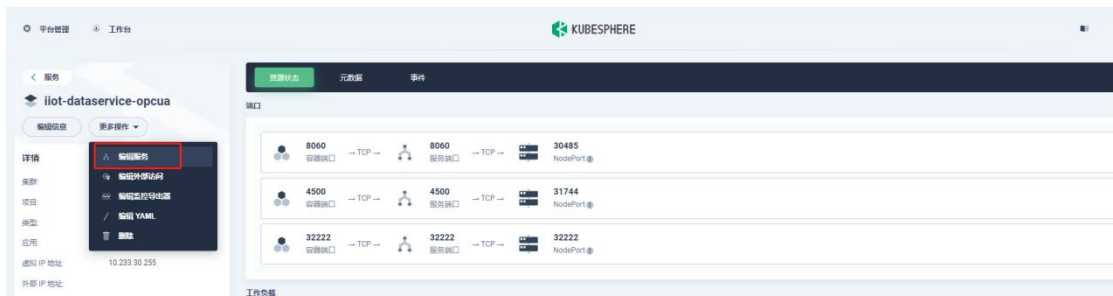 平台管理 工作台
KUBESPHERE
服务
iiot-dataservice-opcua
编辑信息 更多操作
编辑服务
编辑外部访问
编辑监控导出器
编辑 YAML
删除
详情
集群:
项目:
类型:
应用:
虚拟 IP 地址: 10.233.30.255
外部 IP 地址:
资源状态 元数据 事件
端口
8060 → TCP → 8060 → TCP → 30485
容器端口 服务端口 NodePort
4500 → TCP → 4500 → TCP → 31744
容器端口 服务端口 NodePort
32222 → TCP → 32222 → TCP → 32222
容器端口 服务端口 NodePort
工作负载